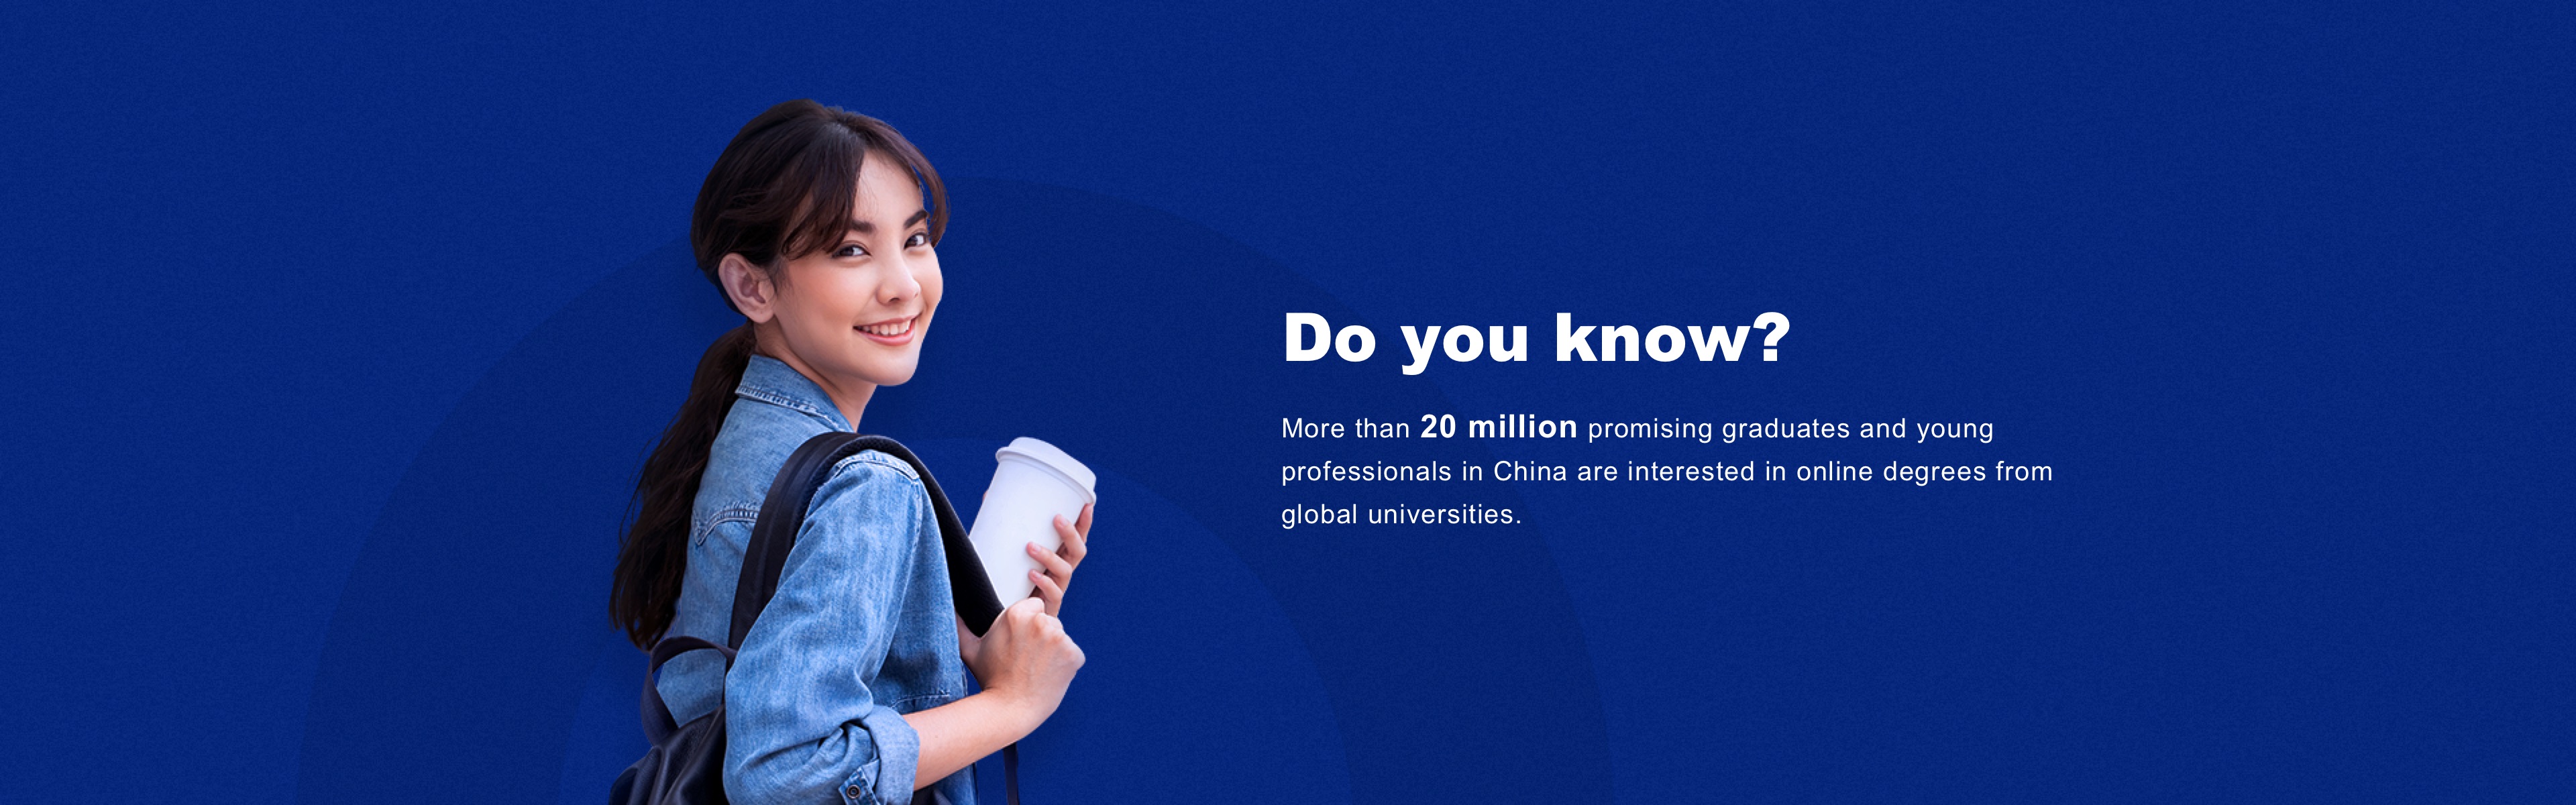 Do you know?
More than 20 million promising graduates and young
professionals in China are interested in online degrees from
global universities.